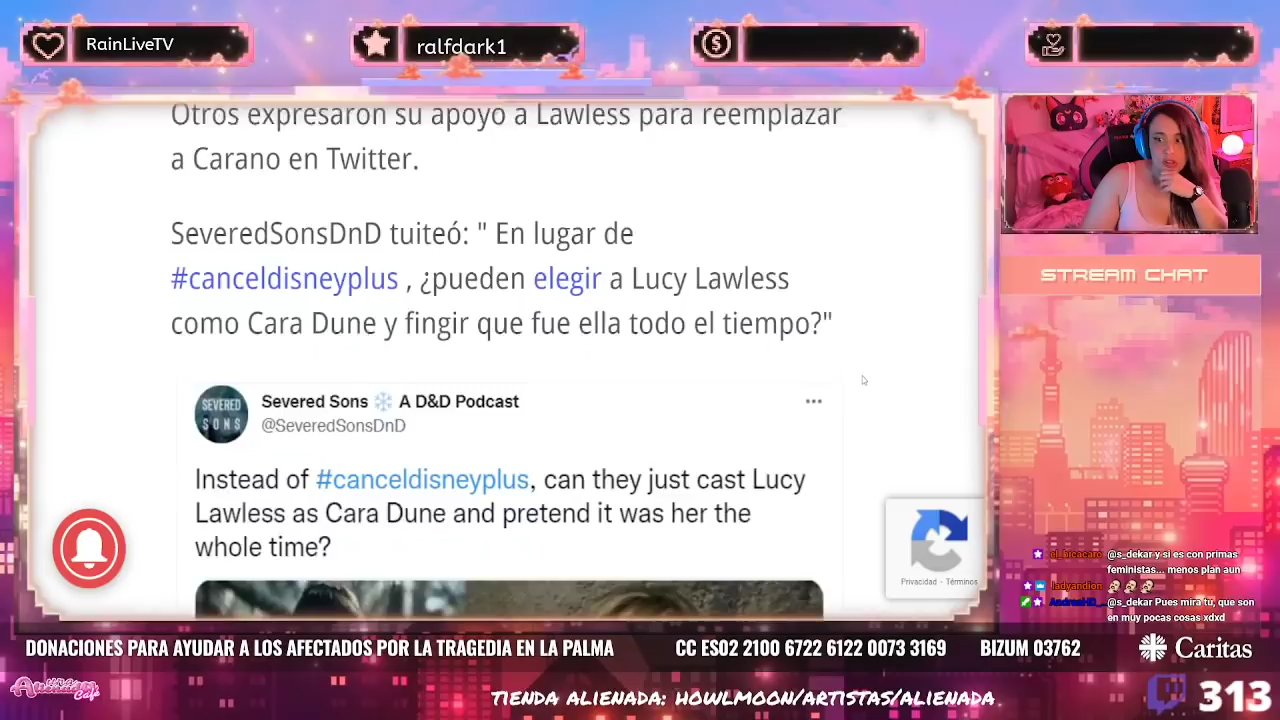 RainLiveTV
ralfdark1
Otros expresaron su apoyo a Lawless para reemplazar
a Carano en Twitter.
SeveredSonsDnD tuiteó: " En lugar de
#canceldisneyplus , ¿pueden elegir a Lucy Lawless
como Cara Dune y fingir que fue ella todo el tiempo?"
SEVERED
SONS
Severed Sons ❄️ A D&D Podcast
@SeveredSonsDnD
Instead of #canceldisneyplus, can they just cast Lucy
Lawless as Cara Dune and pretend it was her the
whole time?
Privacidad - Términos
STREAM CHAT
el_bicacaro @s_dekar y si es con primas
feministas... menos plan aun
ladyandion
@s_dekar Pues mira tu, que son
en muy pocas cosas xdxd
DONACIONES PARA AYUDAR A LOS AFECTADOS POR LA TRAGEDIA EN LA PALMA
CC ES02 2100 6722 6122 0073 3169
BIZUM 03762
Caritas
TIENDA ALIENADA: HOWLMOON/ARTISTAS/ALIENADA
313